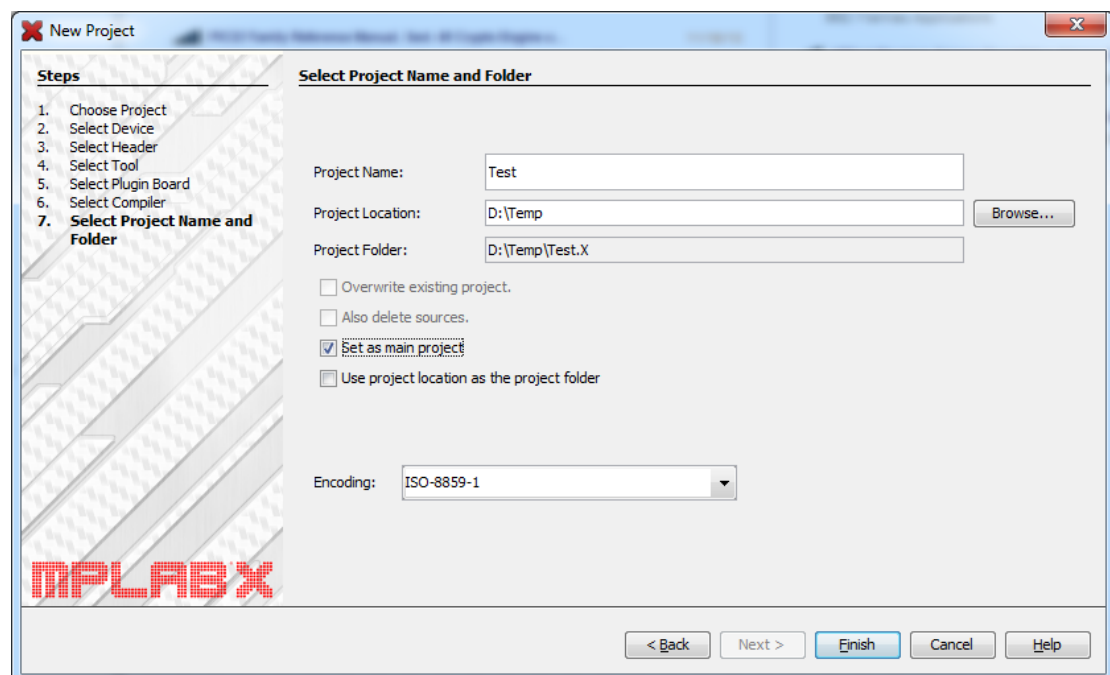 New Project
Steps
1. Choose Project
2. Select Device
3. Select Header
4. Select Tool
5. Select Plugin Board
6. Select Compiler
7. Select Project Name and
Folder
MPLAB X
Select Project Name and Folder
Project Name: Test
Project Location: D:\Temp Browse...
Project Folder: D:\Temp\Test.X
Overwrite existing project.
Also delete sources.
Set as main project
Use project location as the project folder
Encoding: ISO-8859-1
< Back Next > Finish Cancel Help